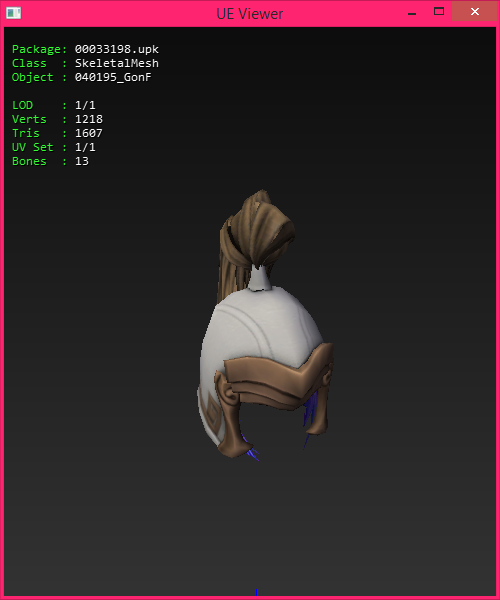 UE Viewer
Package: 00033198.upk
Class : SkeletalMesh
Object : 040195_GonF
LOD : 1/1
Verts : 1218
Tris : 1607
UV Set : 1/1
Bones : 13